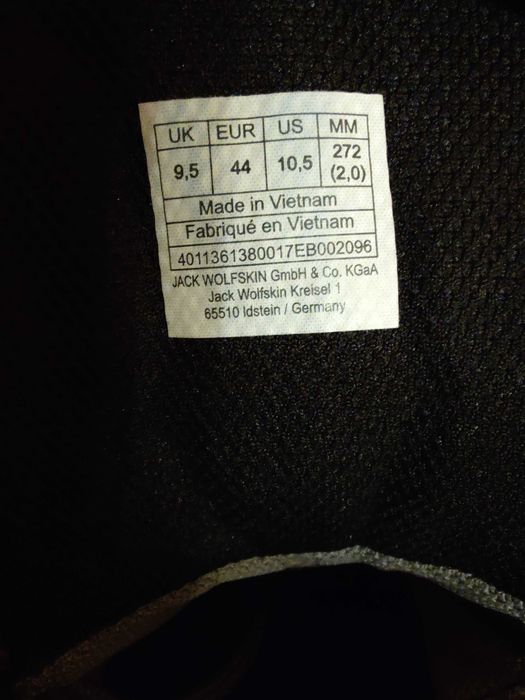 UK EUR US MM
9,5 44 10,5 272 (2,0)
Made in Vietnam
Fabriqué en Vietnam
4011361380017EB002096
JACK WOLFSKIN GmbH & Co. KGaA
Jack Wolfskin Kreisel 1
65510 Idstein / Germany